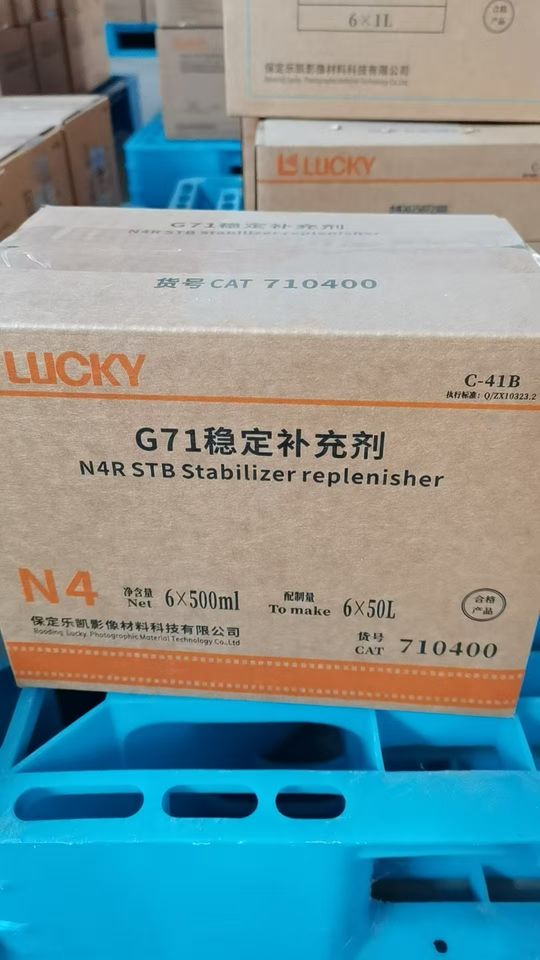 6×1L
合格
产品
保定乐凯影像材料科技有限公司
LUCKY
G71稳定补充剂
N4R STB Stabilizer replenisher
货号 CAT 710400
LUCKY
C-41B
执行标准：Q/ZX10323.2
G71稳定补充剂
N4R STB Stabilizer replenisher
N4
净含量 Net 6×500ml
配制量 To make 6×50L
合格
产品
保定乐凯影像材料科技有限公司
Baoding Lucky Photographic Material Technology Co.,Ltd
货号 CAT 710400